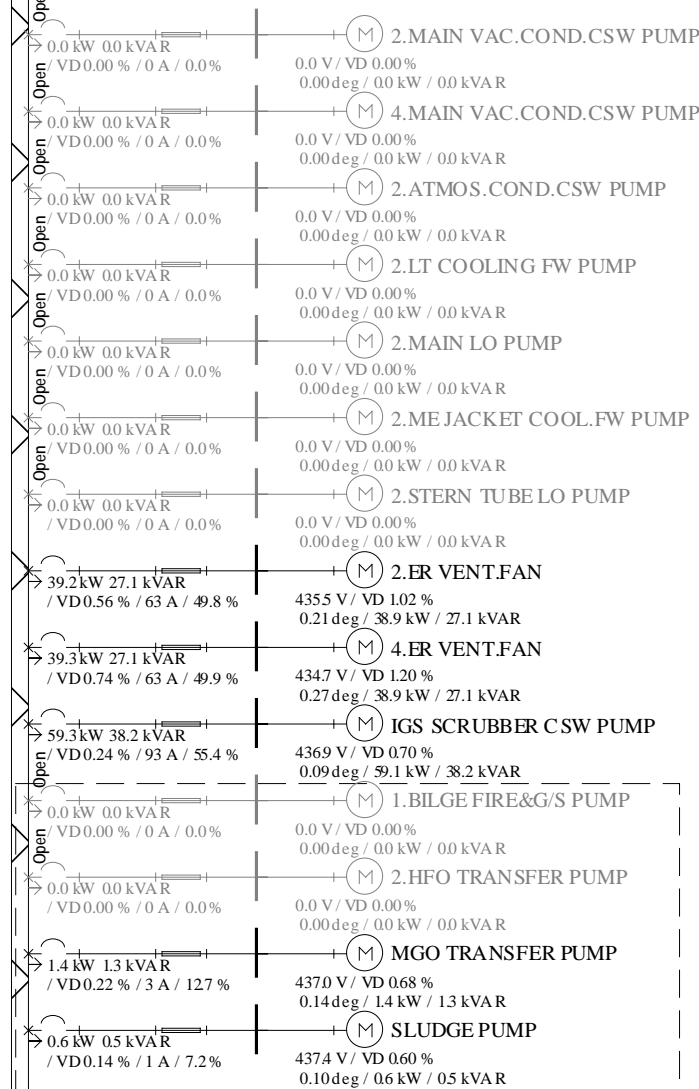 Open
2.MAIN VAC.COND.CSW PUMP
0.0 kW 0.0 kVAR
/ VD 0.00 % / 0 A / 0.0 %
0.0 V / VD 0.00 %
0.00 deg / 0.0 kW / 0.0 kVAR
Open
4.MAIN VAC.COND.CSW PUMP
0.0 kW 0.0 kVAR
/ VD 0.00 % / 0 A / 0.0 %
0.0 V / VD 0.00 %
0.00 deg / 0.0 kW / 0.0 kVAR
Open
2.ATMOS.COND.CSW PUMP
0.0 kW 0.0 kVAR
/ VD 0.00 % / 0 A / 0.0 %
0.0 V / VD 0.00 %
0.00 deg / 0.0 kW / 0.0 kVAR
Open
2.LT COOLING FW PUMP
0.0 kW 0.0 kVAR
/ VD 0.00 % / 0 A / 0.0 %
0.0 V / VD 0.00 %
0.00 deg / 0.0 kW / 0.0 kVAR
Open
2.MAIN LO PUMP
0.0 kW 0.0 kVAR
/ VD 0.00 % / 0 A / 0.0 %
0.0 V / VD 0.00 %
0.00 deg / 0.0 kW / 0.0 kVAR
Open
2.ME JACKET COOL.FW PUMP
0.0 kW 0.0 kVAR
/ VD 0.00 % / 0 A / 0.0 %
0.0 V / VD 0.00 %
0.00 deg / 0.0 kW / 0.0 kVAR
Open
2.STERN TUBE LO PUMP
0.0 kW 0.0 kVAR
/ VD 0.00 % / 0 A / 0.0 %
0.0 V / VD 0.00 %
0.00 deg / 0.0 kW / 0.0 kVAR
2.ER VENT.FAN
39.2 kW 27.1 kVAR
/ VD 0.56 % / 63 A / 49.8 %
435.5 V / VD 1.02 %
0.21 deg / 38.9 kW / 27.1 kVAR
4.ER VENT.FAN
39.3 kW 27.1 kVAR
/ VD 0.74 % / 63 A / 49.9 %
434.7 V / VD 1.20 %
0.27 deg / 38.9 kW / 27.1 kVAR
IGS SCRUBBER CSW PUMP
59.3 kW 38.2 kVAR
/ VD 0.24 % / 93 A / 55.4 %
436.9 V / VD 0.70 %
0.09 deg / 59.1 kW / 38.2 kVAR
Open
1.BILGE FIRE&G/S PUMP
0.0 kW 0.0 kVAR
/ VD 0.00 % / 0 A / 0.0 %
0.0 V / VD 0.00 %
0.00 deg / 0.0 kW / 0.0 kVAR
Open
2.HFO TRANSFER PUMP
0.0 kW 0.0 kVAR
/ VD 0.00 % / 0 A / 0.0 %
0.0 V / VD 0.00 %
0.00 deg / 0.0 kW / 0.0 kVAR
MGO TRANSFER PUMP
1.4 kW 1.3 kVAR
/ VD 0.22 % / 3 A / 12.7 %
437.0 V / VD 0.68 %
0.14 deg / 1.4 kW / 1.3 kVAR
SLUDGE PUMP
0.6 kW 0.5 kVAR
/ VD 0.14 % / 1 A / 7.2 %
437.4 V / VD 0.60 %
0.10 deg / 0.6 kW / 0.5 kVAR